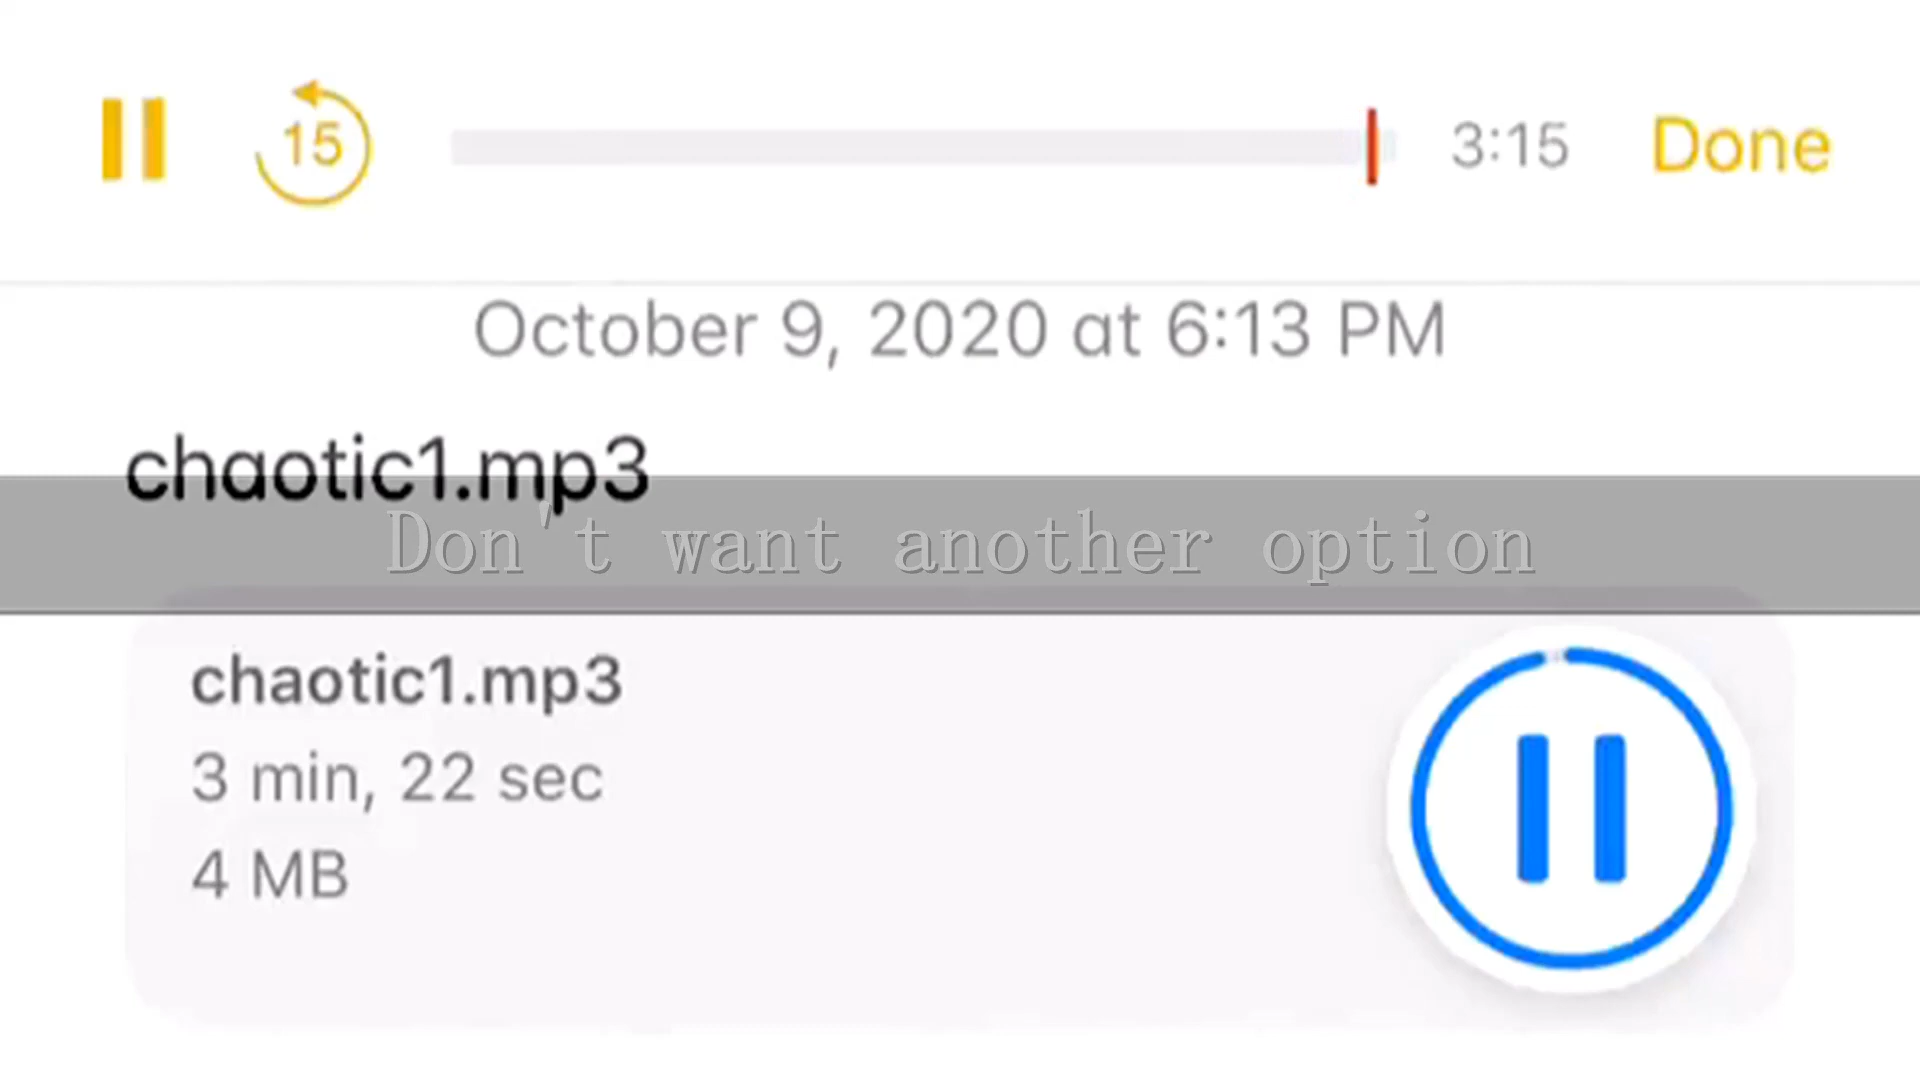 15
3:15
Done
October 9, 2020 at 6:13 PM
chaotic1.mp3
Don't want another option
chaotic1.mp3
3 min, 22 sec
4 MB